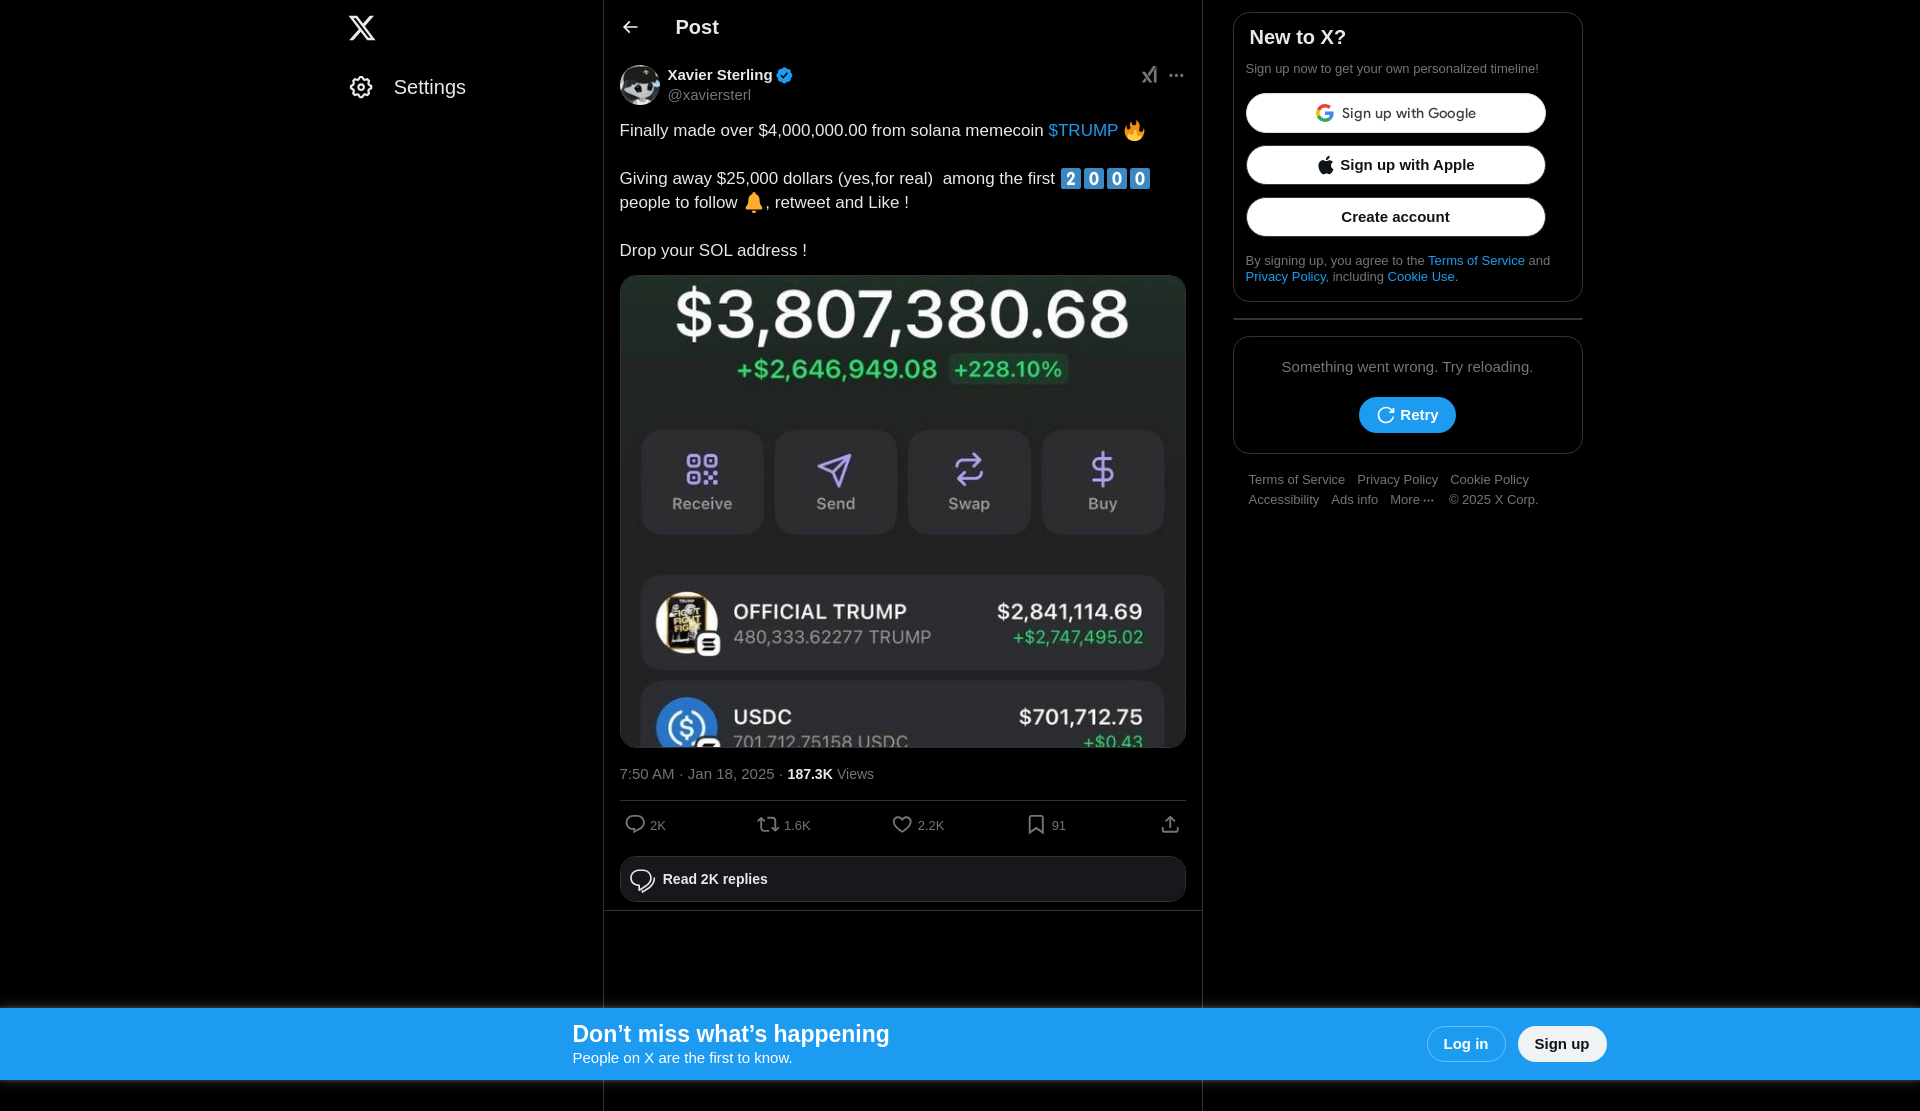 Settings
Post
Xavier Sterling
@xaviersterl
Finally made over $4,000,000.00 from solana memecoin $TRUMP 🔥
Giving away $25,000 dollars (yes,for real)  among the first 2️⃣0️⃣0️⃣0️⃣
people to follow 🔔, retweet and Like !
Drop your SOL address !
$3,807,380.68
+$2,646,949.08 +228.10%
Receive
Send
Swap
Buy
OFFICIAL TRUMP
$2,841,114.69
480,333.62277 TRUMP
+$2,747,495.02
USDC
$701,712.75
701,712.75158 USDC
+$0.43
7:50 AM · Jan 18, 2025 · 187.3K Views
2K
1.6K
2.2K
91
Read 2K replies
New to X?
Sign up now to get your own personalized timeline!
Sign up with Google
Sign up with Apple
Create account
By signing up, you agree to the Terms of Service and
Privacy Policy, including Cookie Use.
Something went wrong. Try reloading.
Retry
Terms of Service Privacy Policy Cookie Policy
Accessibility Ads info More ··· © 2025 X Corp.
Don’t miss what’s happening
People on X are the first to know.
Log in
Sign up